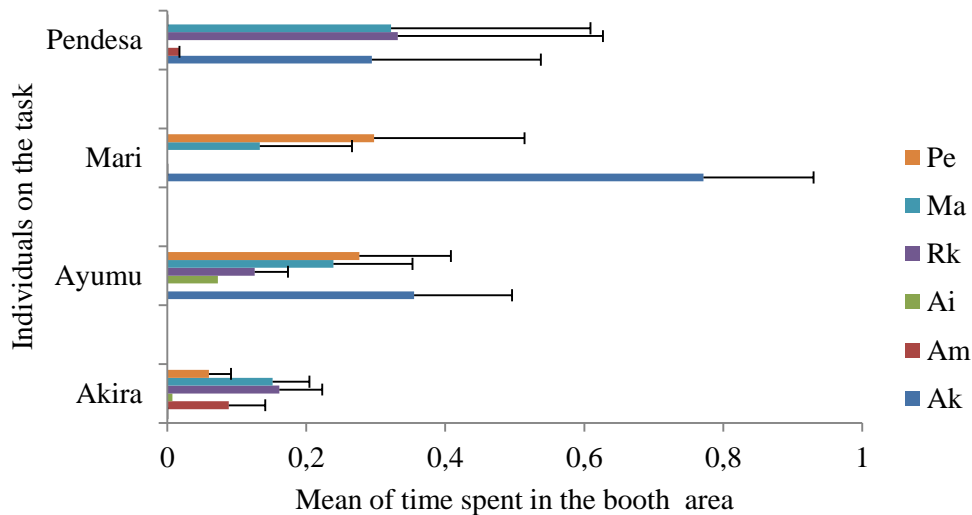 Individuals on the task
Pendesa
Mari
Ayumu
Akira
0
0,2
0,4
0,6
0,8
1
Mean of time spent in the booth area
Pe
Ma
Rk
Ai
Am
Ak